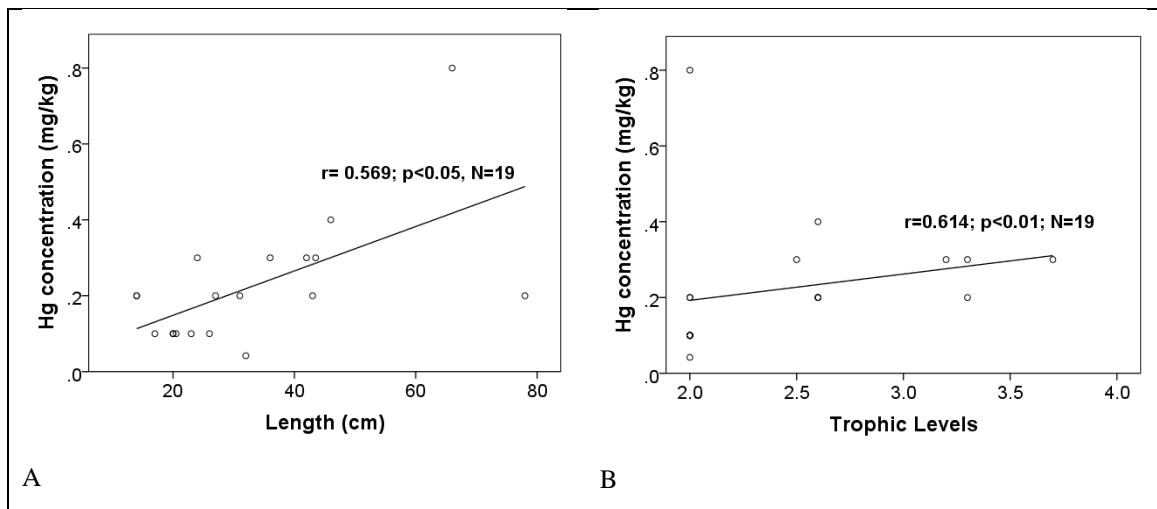 .8
.6
.4
.2
.0
Hg concentration (mg/kg)
r= 0.569; p<0.05, N=19
20
40
60
80
Length (cm)
A
.8
.6
.4
.2
.0
Hg concentration (mg/kg)
r=0.614; p<0.01; N=19
2.0
2.5
3.0
3.5
4.0
Trophic Levels
B